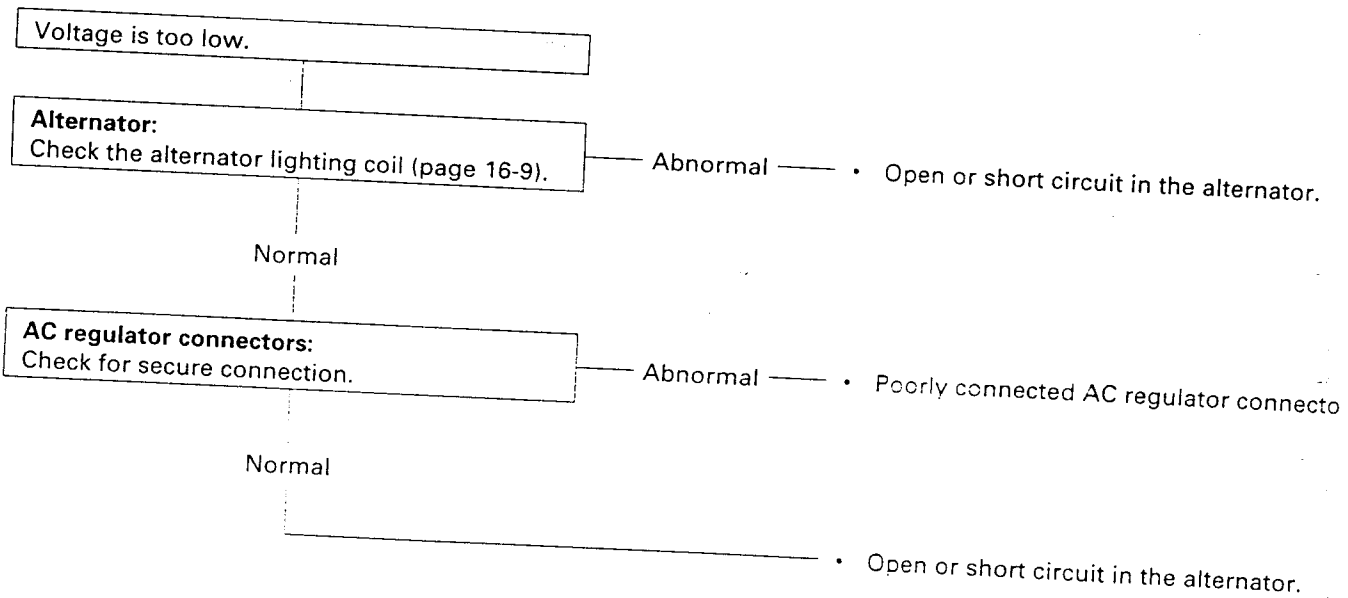 Voltage is too low.
Alternator:
Check the alternator lighting coil (page 16-9).
Abnormal
• Open or short circuit in the alternator.
Normal
AC regulator connectors:
Check for secure connection.
Abnormal
• Poorly connected AC regulator connecto
Normal
• Open or short circuit in the alternator.